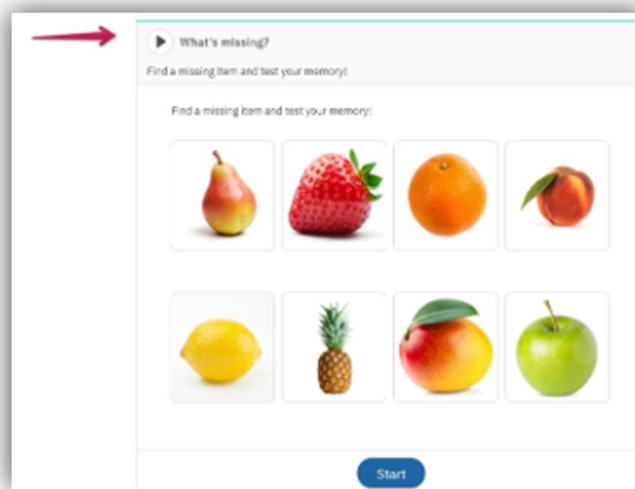 What's missing?
Find a missing item and test your memory!
Find a missing item and test your memory!
Start